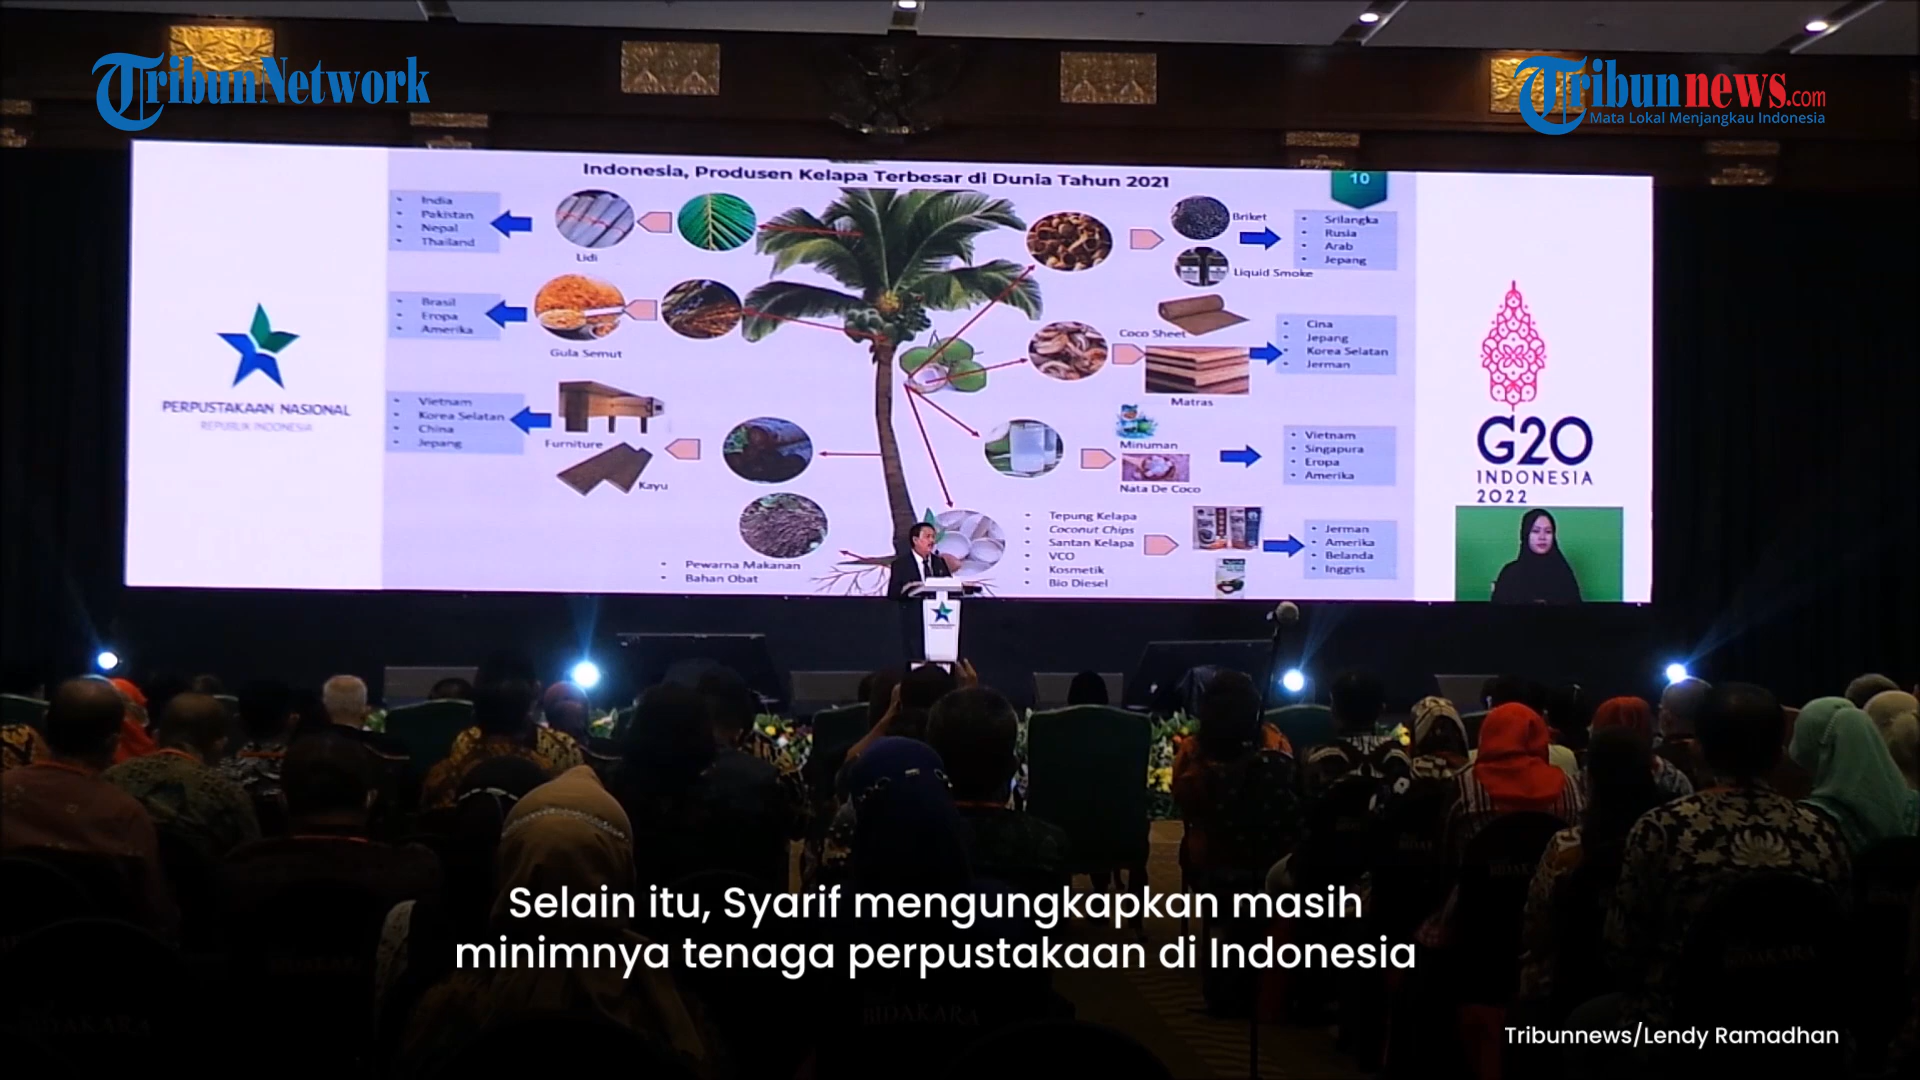 TribunNetwork
Tribunnews.com
Mata Lokal Menjangkau Indonesia
Indonesia, Produsen Kelapa Terbesar di Dunia Tahun 2021
10
• India
• Pakistan
• Nepal
• Thailand
Lidi
Briket
Liquid Smoke
• Srilangka
• Rusia
• Arab
• Jepang
• Brasil
• Eropa
• Amerika
Gula Semut
Coco Sheet
Matras
• Cina
• Jepang
• Korea Selatan
• Jerman
PERPUSTAKAAN NASIONAL
REPUBLIK INDONESIA
• Vietnam
• Korea Selatan
• China
• Jepang
Furniture
Kayu
Minuman
Nata De Coco
• Vietnam
• Singapura
• Eropa
• Amerika
G20
INDONESIA
2022
• Pewarna Makanan
• Bahan Obat
• Tepung Kelapa
• Coconut Chips
• Santan Kelapa
• VCO
• Kosmetik
• Bio Diesel
• Jerman
• Amerika
• Belanda
• Inggris
Selain itu, Syarif mengungkapkan masih
minimnya tenaga perpustakaan di Indonesia
BIDAKARA
BIDAKARA
Tribunnews/Lendy Ramadhan